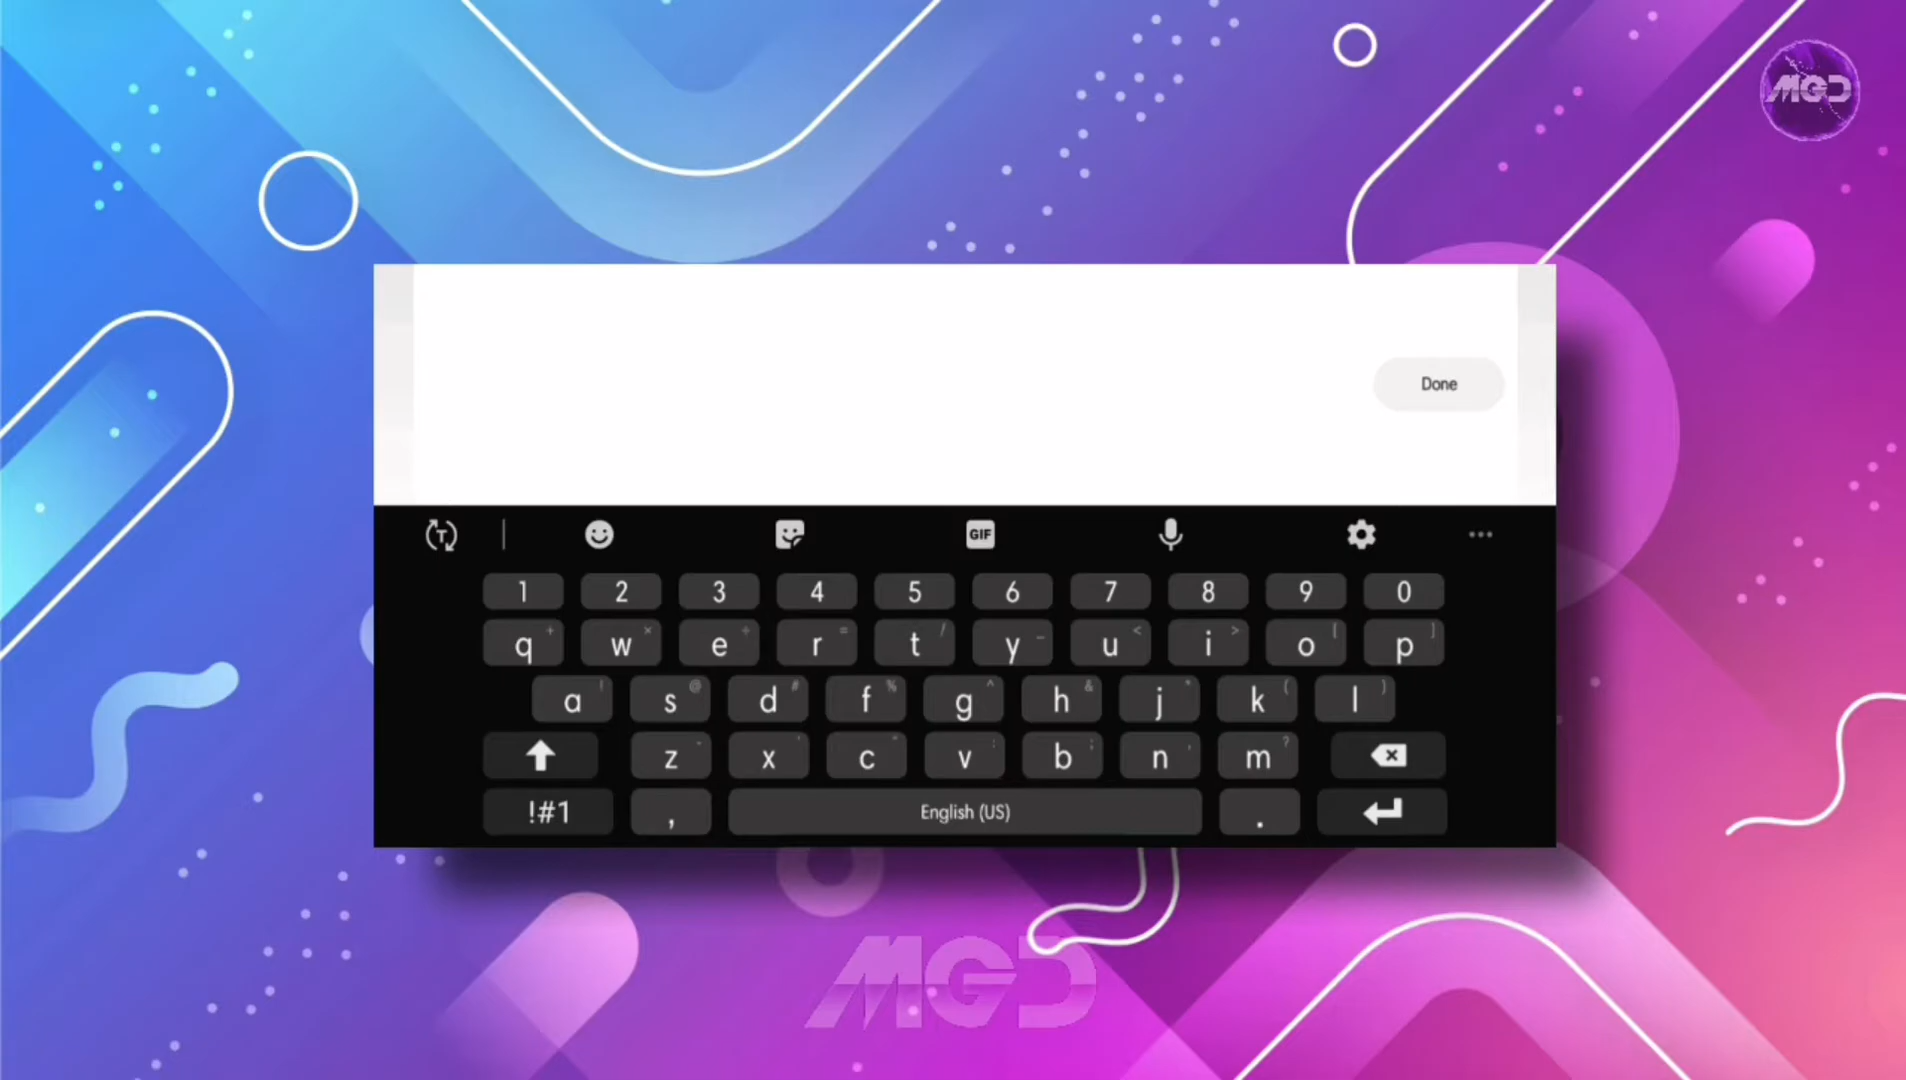 MGD
Done
GIF
1 2 3 4 5 6 7 8 9 0
q w e r t y u i o p
a s d f g h j k l
z x c v b n m
!#1 , English (US) .
MGD